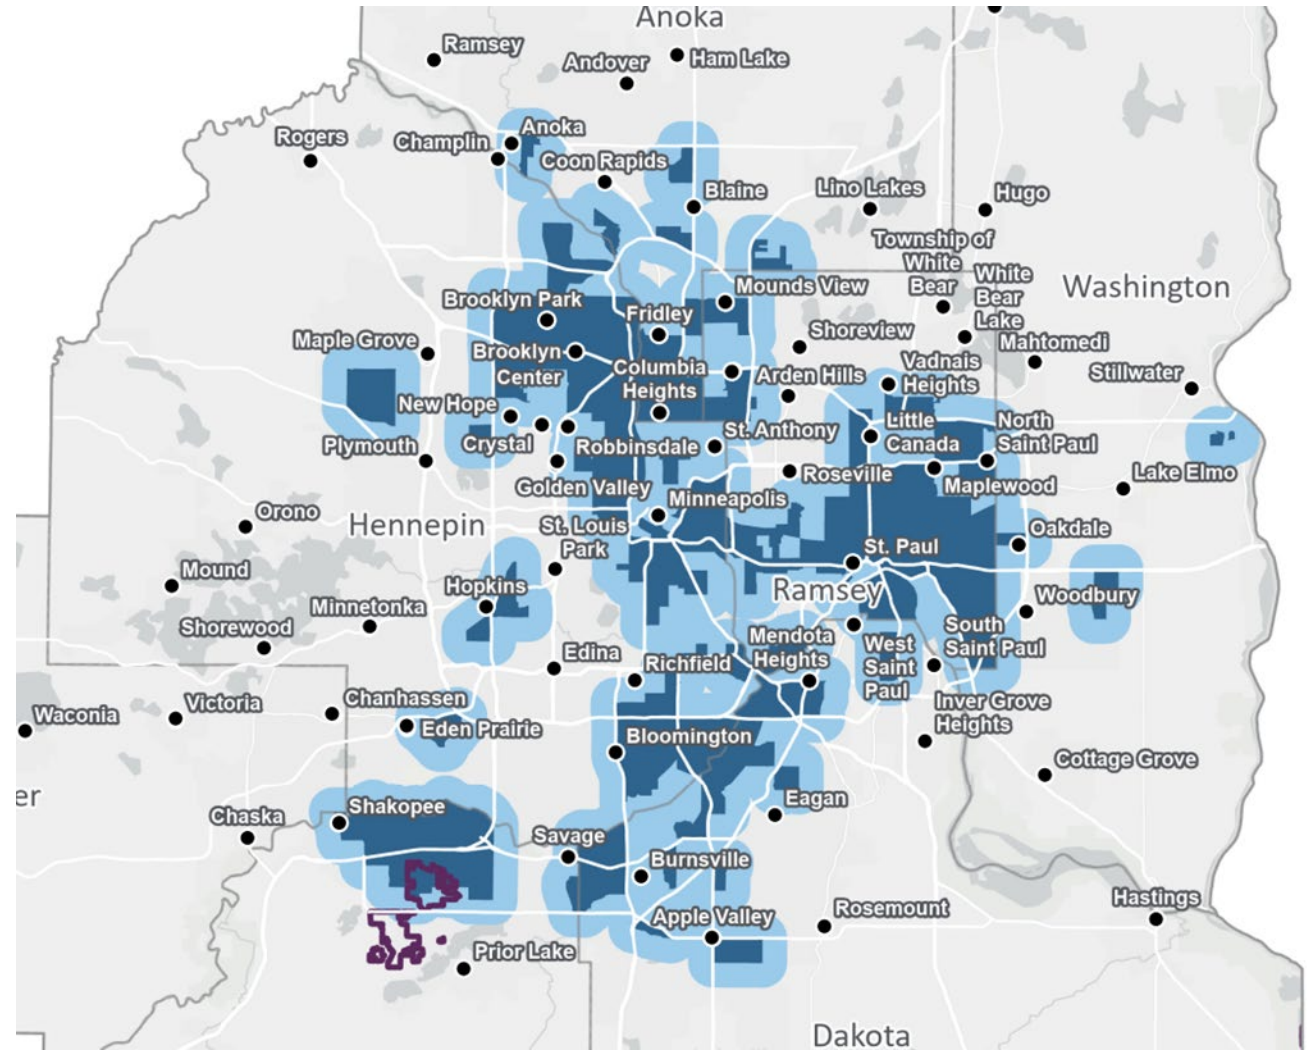 Anoka
Ramsey
Andover
Ham Lake
Rogers
Champlin
Anoka
Coon Rapids
Blaine
Lino Lakes
Hugo
Township of
White
Bear
White
Bear
Lake
Washington
Mounds View
Brooklyn Park
Fridley
Shoreview
Maple Grove
Brooklyn
Center
Columbia
Heights
Arden Hills
Vadnais
Heights
Mahtomedi
Stillwater
New Hope
Crystal
Robbinsdale
St. Anthony
Little
Canada
North
Saint Paul
Plymouth
Golden Valley
Roseville
Maplewood
Lake Elmo
Minneapolis
Orono
Hennepin
St. Louis
Park
Oakdale
St. Paul
Mound
Hopkins
Ramsey
Woodbury
Minnetonka
Shorewood
Edina
Richfield
Mendota
Heights
West
Saint
Paul
South
Saint Paul
Victoria
Chanhassen
Waconia
Eden Prairie
Bloomington
Inver Grove
Heights
Cottage Grove
er
Chaska
Shakopee
Savage
Eagan
Burnsville
Apple Valley
Rosemount
Hastings
Prior Lake
Dakota